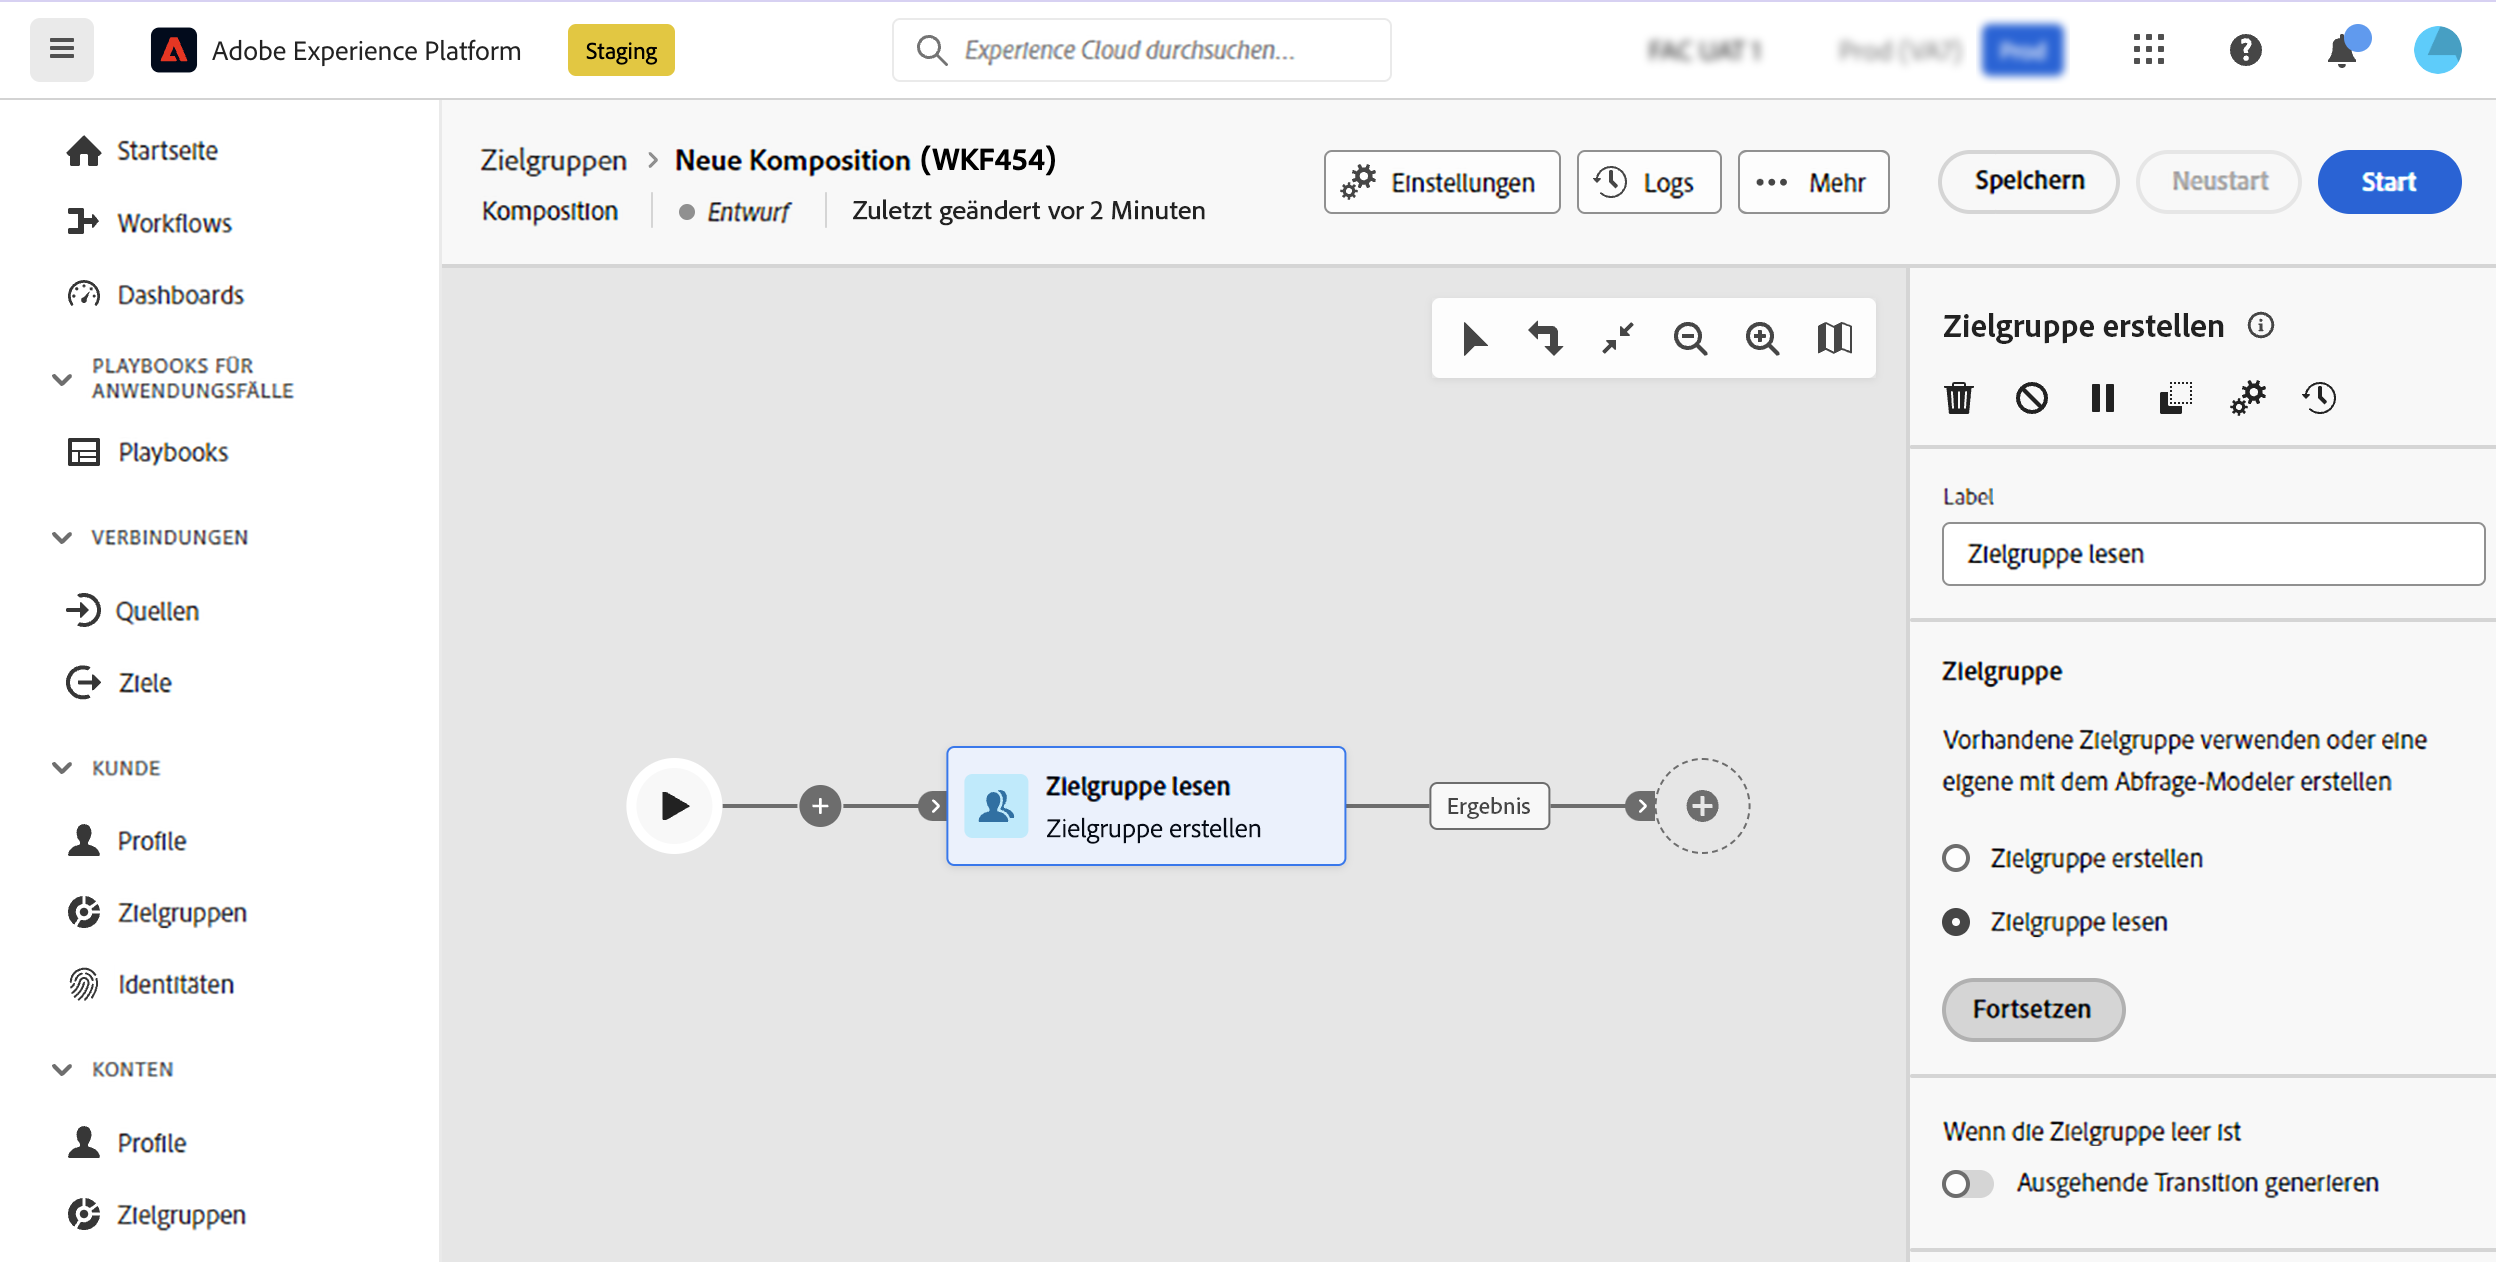 Adobe Experience Platform
Staging
Experience Cloud durchsuchen...
Startseite
Workflows
Dashboards
PLAYBOOKS FÜR
ANWENDUNGSFÄLLE
Playbooks
VERBINDUNGEN
Quellen
Ziele
KUNDE
Profile
Zielgruppen
Identitäten
KONTEN
Profile
Zielgruppen
Zielgruppen > Neue Komposition (WKF454)
Komposition
Entwurf
Zuletzt geändert vor 2 Minuten
Einstellungen
Logs
Mehr
Speichern
Neustart
Start
Zielgruppe lesen
Zielgruppe erstellen
Ergebnis
Zielgruppe erstellen
Label
Zielgruppe lesen
Zielgruppe
Vorhandene Zielgruppe verwenden oder eine
eigene mit dem Abfrage-Modeler erstellen
Zielgruppe erstellen
Zielgruppe lesen
Fortsetzen
Wenn die Zielgruppe leer ist
Ausgehende Transition generieren